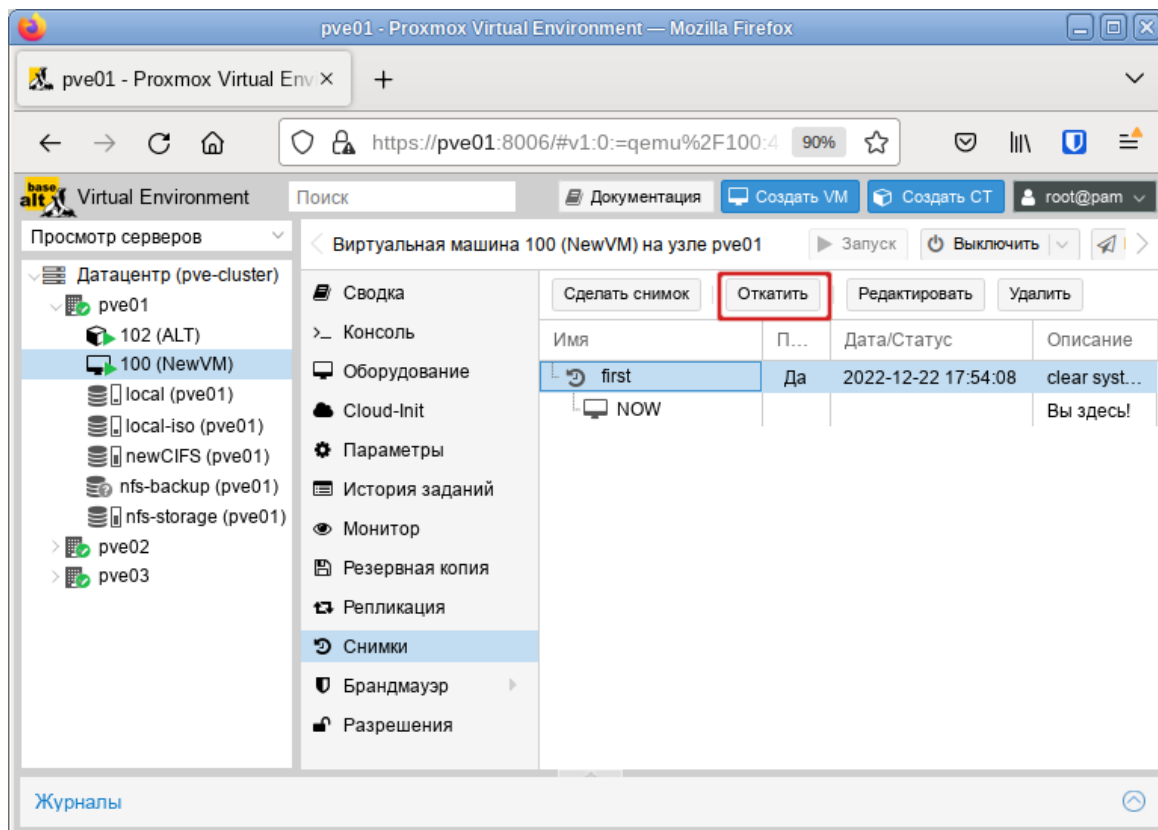 pve01 - Proxmox Virtual Environment — Mozilla Firefox
pve01 - Proxmox Virtual Env
https://pve01:8006/#v1:0:=qemu%2F100:4 90%
base alt Virtual Environment Поиск Документация Создать VM Создать CT root@pam
Просмотр серверов
Виртуальная машина 100 (NewVM) на узле pve01 Запуск Выключить
Датацентр (pve-cluster)
pve01
102 (ALT)
100 (NewVM)
local (pve01)
local-iso (pve01)
newCIFS (pve01)
nfs-backup (pve01)
nfs-storage (pve01)
pve02
pve03
Сводка
Консоль
Оборудование
Cloud-Init
Параметры
История заданий
Монитор
Резервная копия
Репликация
Снимки
Брандмауэр
Разрешения
Сделать снимок Откатить Редактировать Удалить
Имя П... Дата/Статус Описание
first Да 2022-12-22 17:54:08 clear syst...
NOW Вы здесь!
Журналы